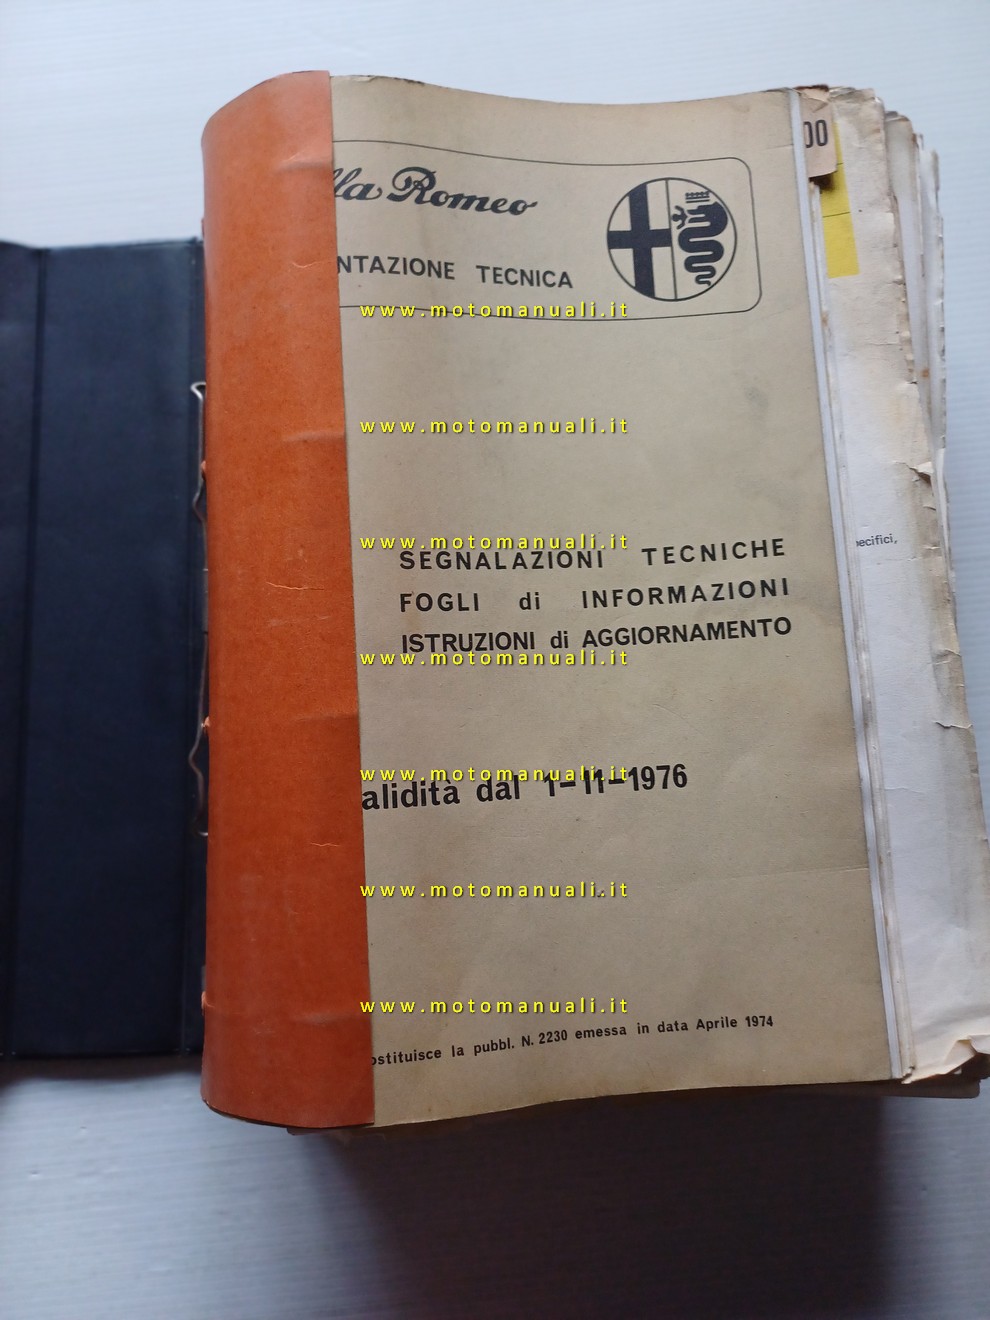 lla Romeo
NTAZIONE TECNICA
00
www.motomanuali.it
www.motomanuali.it
www.motomanuali.it
SEGNALAZIONI TECNICHE
pecifici,
FOGLI di INFORMAZIONI
ISTRUZIONI di AGGIORNAMENTO
www.motomanuali.it
www.motomanuali.it
alidità dal 1-11-1976
www.motomanuali.it
www.motomanuali.it
ostituisce la pubbl. N. 2230 emessa in data Aprile 1974